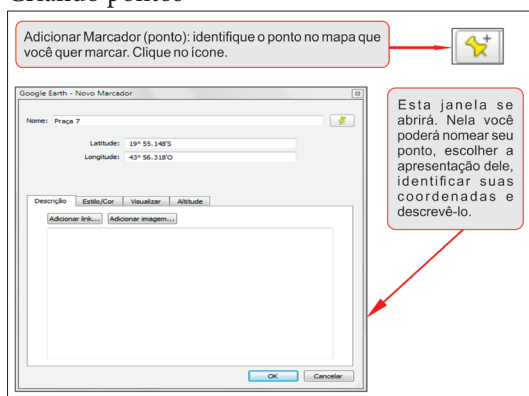 Criando pontos
Adicionar Marcador (ponto): identifique o ponto no mapa que
você quer marcar. Clique no ícone.
Google Earth - Novo Marcador
Nome: Praça 7
Latitude: 19° 55.148'S
Longitude: 43° 56.318'O
Descrição Estilo/Cor Visualizar Altitude
Adicionar link... Adicionar imagem...
OK Cancelar
Esta janela se
abrirá. Nela você
poderá nomear seu
ponto, escolher a
apresentação dele,
identificar suas
coordenadas e
descrevê-lo.